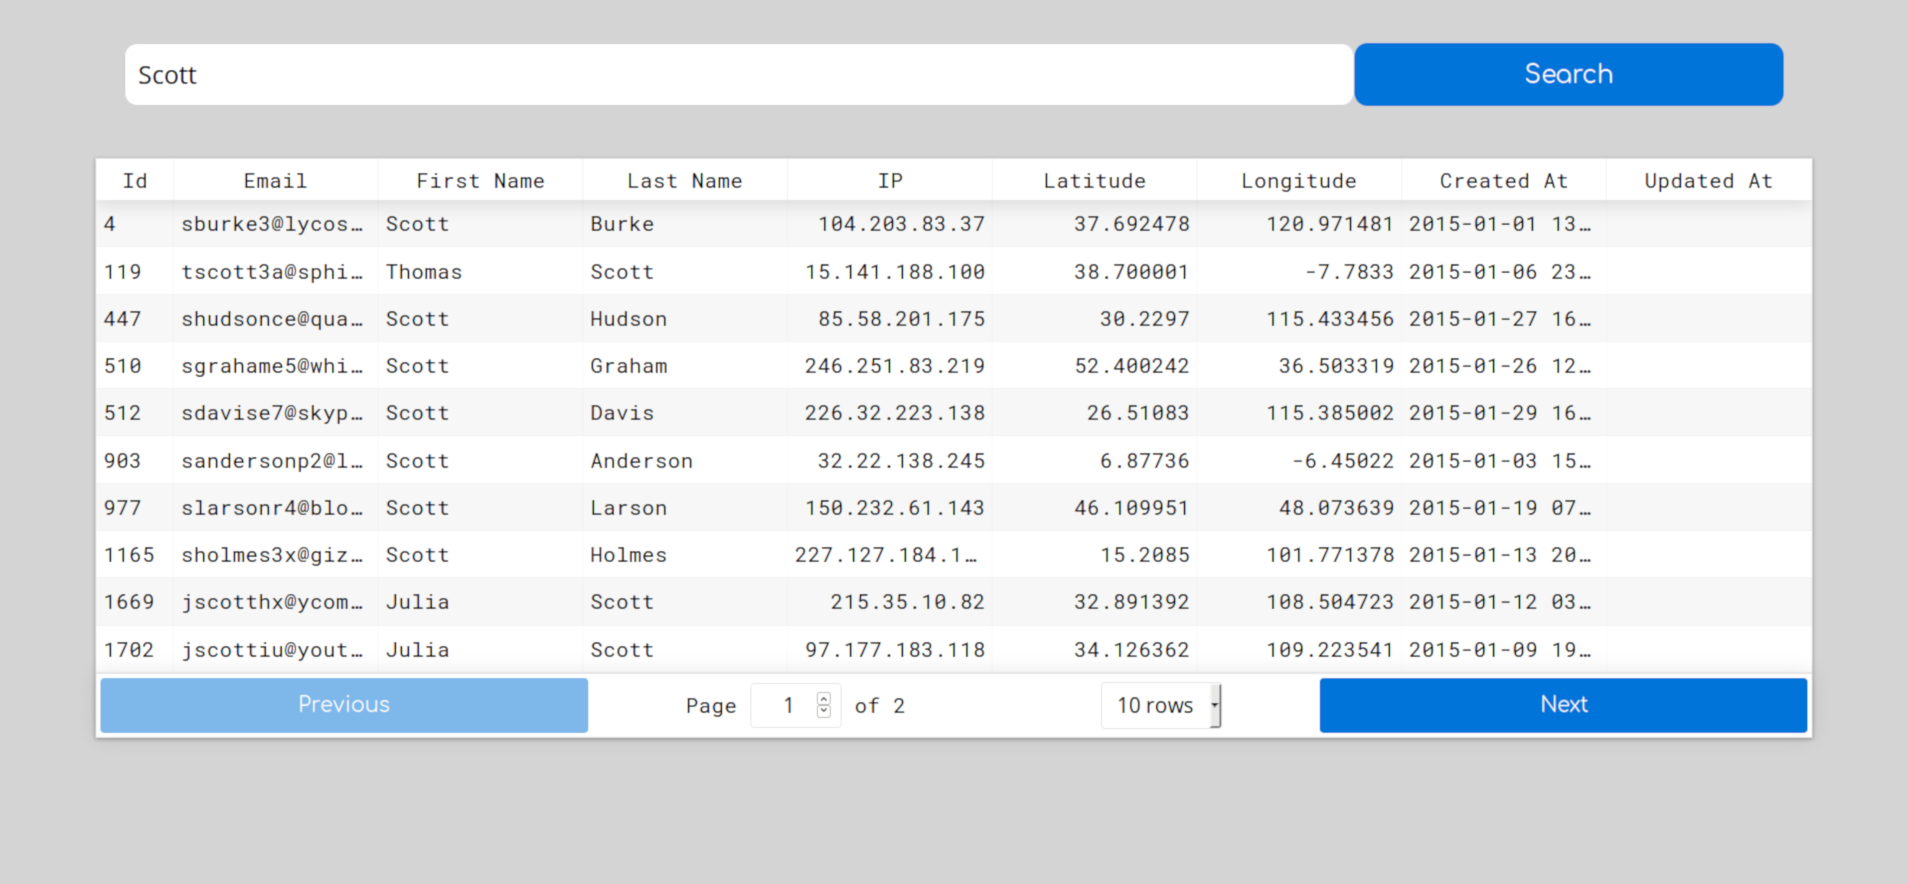 Scott Search
Id Email First Name Last Name IP Latitude Longitude Created At Updated At
4 sburke3@lycos… Scott Burke 104.203.83.37 37.692478 120.971481 2015-01-01 13…
119 tscott3a@sphi… Thomas Scott 15.141.188.100 38.700001 -7.7833 2015-01-06 23…
447 shudsonce@qua… Scott Hudson 85.58.201.175 30.2297 115.433456 2015-01-27 16…
510 sgrahame5@whi… Scott Graham 246.251.83.219 52.400242 36.503319 2015-01-26 12…
512 sdavise7@skyp… Scott Davis 226.32.223.138 26.51083 115.385002 2015-01-29 16…
903 sandersonp2@l… Scott Anderson 32.22.138.245 6.87736 -6.45022 2015-01-03 15…
977 slarsonr4@blo… Scott Larson 150.232.61.143 46.109951 48.073639 2015-01-19 07…
1165 sholmes3x@giz… Scott Holmes 227.127.184.1… 15.2085 101.771378 2015-01-13 20…
1669 jscotthx@ycom… Julia Scott 215.35.10.82 32.891392 108.504723 2015-01-12 03…
1702 jscottiu@yout… Julia Scott 97.177.183.118 34.126362 109.223541 2015-01-09 19…
Previous Page 1 of 2 10 rows Next